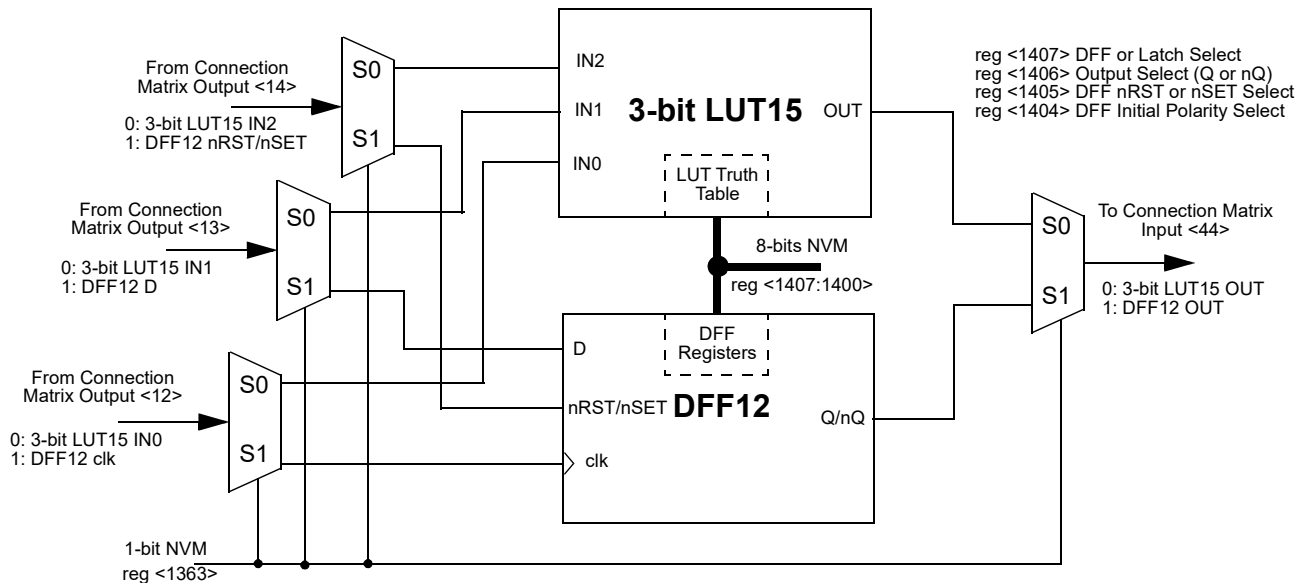 From Connection
Matrix Output <14>
0: 3-bit LUT15 IN2
1: DFF12 nRST/nSET
S0
S1
From Connection
Matrix Output <13>
0: 3-bit LUT15 IN1
1: DFF12 D
S0
S1
From Connection
Matrix Output <12>
0: 3-bit LUT15 IN0
1: DFF12 clk
S0
S1
1-bit NVM
reg <1363>
IN2
IN1
IN0
3-bit LUT15
OUT
LUT Truth
Table
8-bits NVM
reg <1407:1400>
DFF
Registers
D
nRST/nSET
clk
DFF12
Q/nQ
reg <1407> DFF or Latch Select
reg <1406> Output Select (Q or nQ)
reg <1405> DFF nRST or nSET Select
reg <1404> DFF Initial Polarity Select
S0
S1
To Connection Matrix
Input <44>
0: 3-bit LUT15 OUT
1: DFF12 OUT